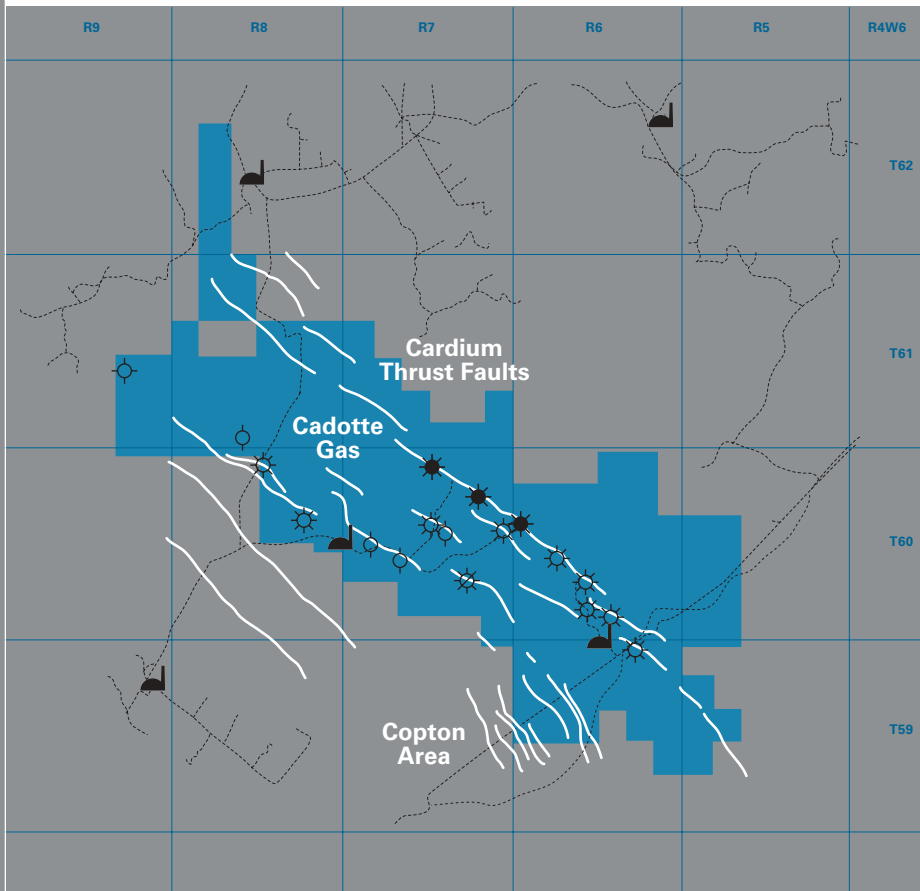 R9
R8
R7
R6
R5
R4W6
T62
T61
Cardium
Thrust Faults
Cadotte
Gas
T60
T59
Copton
Area